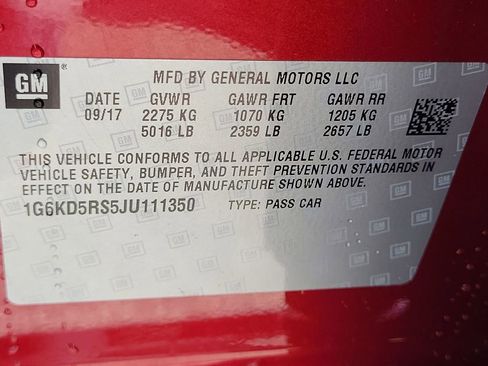 GM
MFD BY GENERAL MOTORS LLC
DATE GVWR GAWR FRT GAWR RR
09/17 2275 KG 1070 KG 1205 KG
5016 LB 2359 LB 2657 LB
THIS VEHICLE CONFORMS TO ALL APPLICABLE U.S. FEDERAL MOTOR
VEHICLE SAFETY, BUMPER, AND THEFT PREVENTION STANDARDS IN
EFFECT ON THE DATE OF MANUFACTURE SHOWN ABOVE.
1G6KD5RS5JU111350 TYPE: PASS CAR